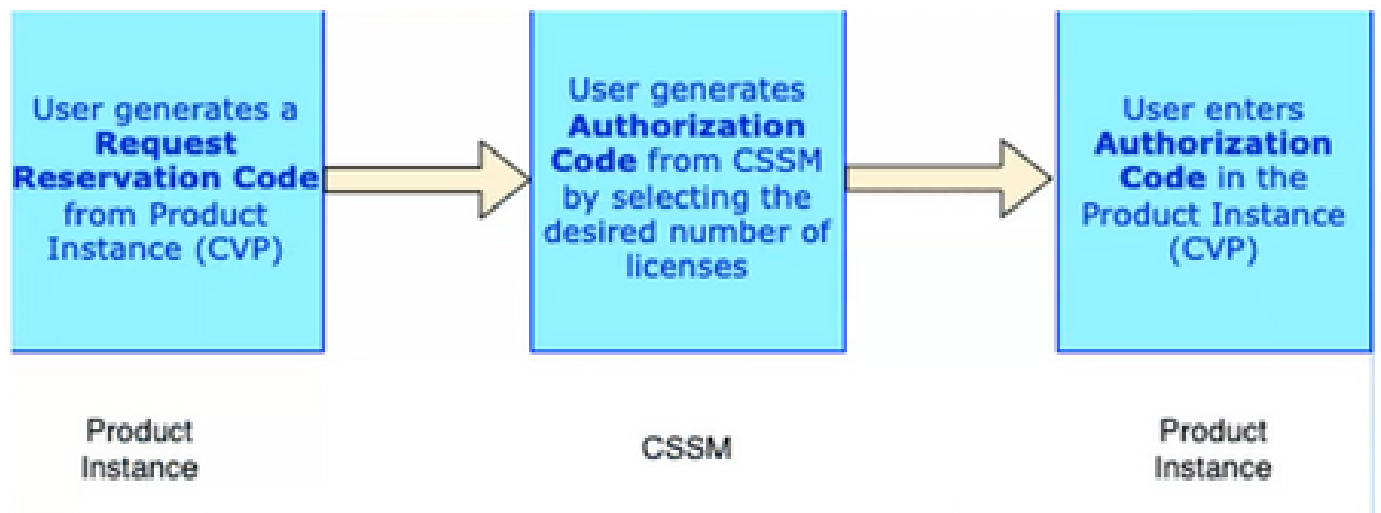 User generates a
Request
Reservation Code
from Product
Instance (CVP)
User generates
Authorization
Code from CSSM
by selecting the
desired number of
licenses
User enters
Authorization
Code in the
Product Instance
(CVP)
Product
Instance
CSSM
Product
Instance